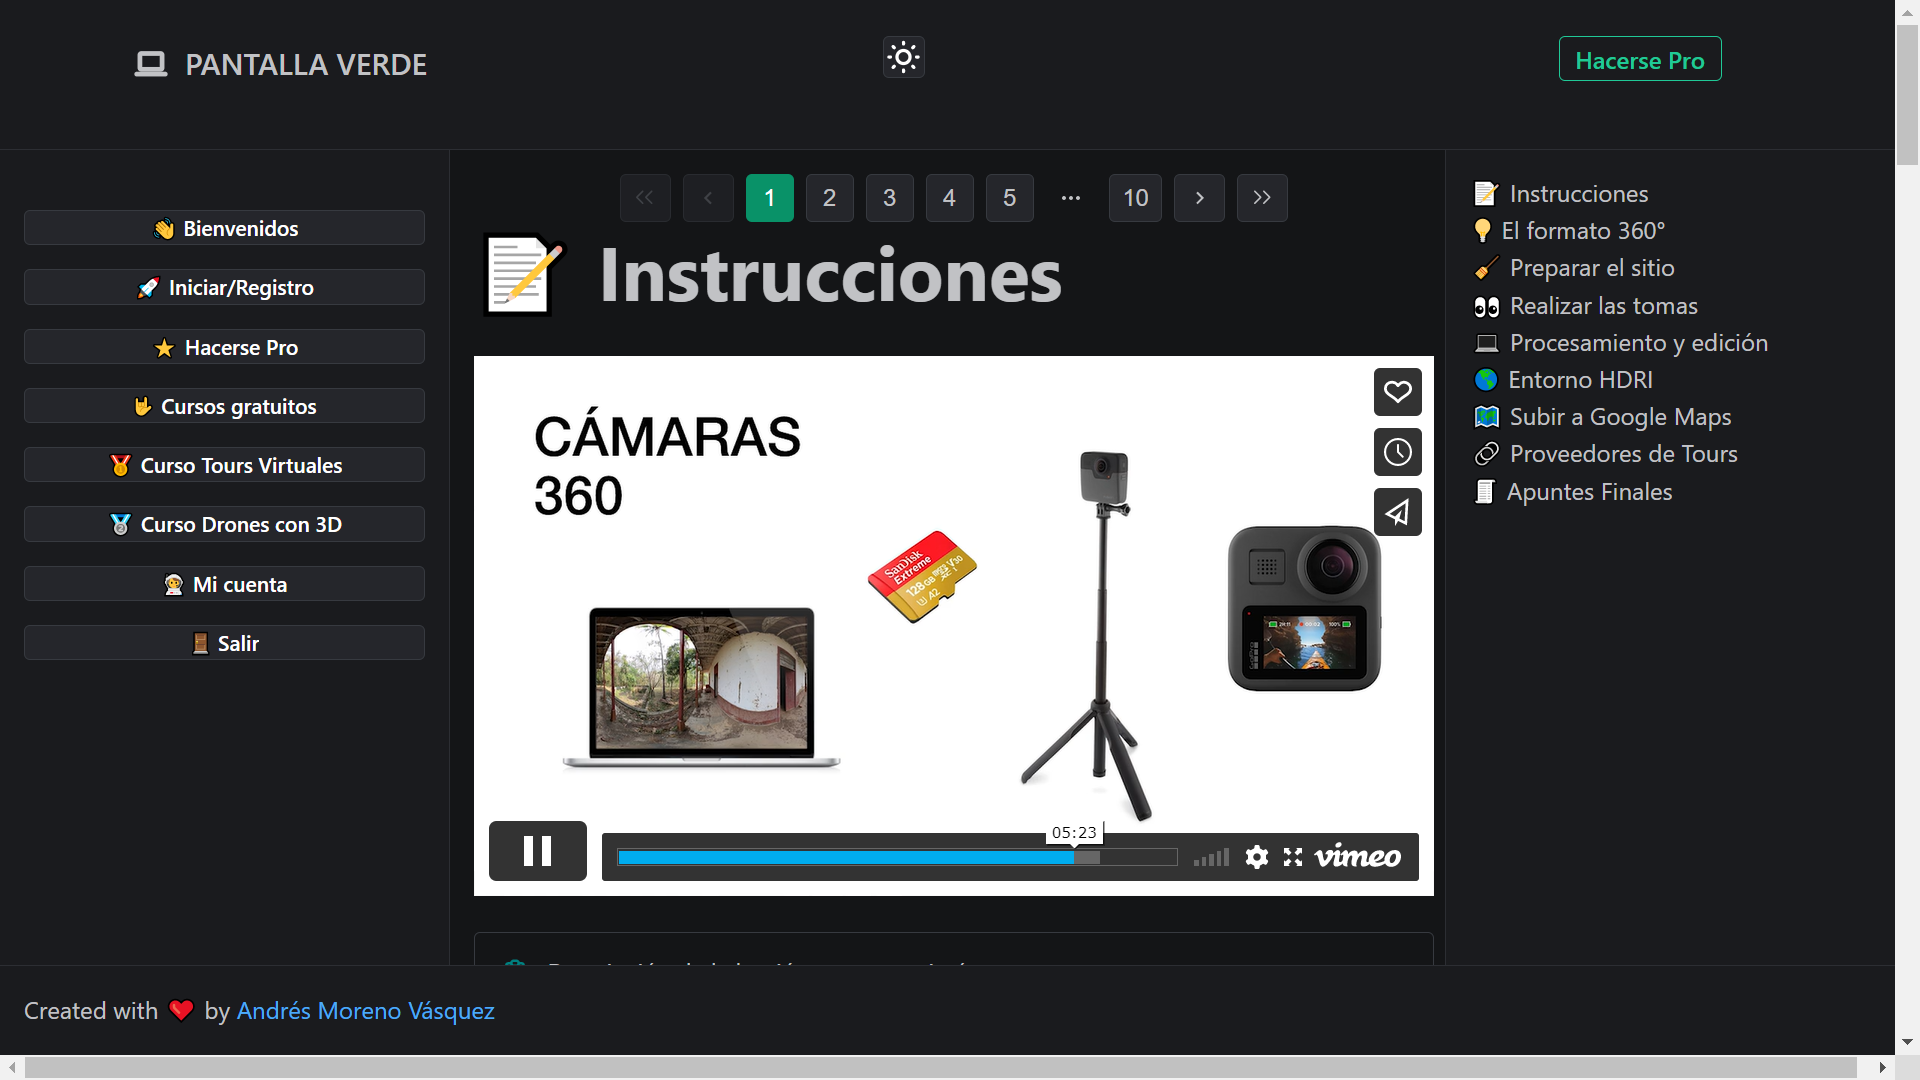 PANTALLA VERDE
Hacerse Pro
1 2 3 4 5 ... 10
👋 Bienvenidos
🚀 Iniciar/Registro
⭐ Hacerse Pro
🤟 Cursos gratuitos
🥇 Curso Tours Virtuales
🥈 Curso Drones con 3D
Mi cuenta
🚪 Salir
📝 Instrucciones
CÁMARAS
360
SanDisk
Extreme
128GB
A2
V30
GoPro
05:23
vimeo
📝 Instrucciones
💡 El formato 360°
🧹 Preparar el sitio
👀 Realizar las tomas
💻 Procesamiento y edición
🌎 Entorno HDRI
🗺️ Subir a Google Maps
🔗 Proveedores de Tours
🧾 Apuntes Finales
Created with ❤️ by Andrés Moreno Vásquez